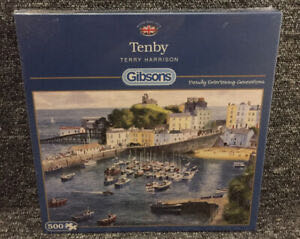 Tenby
TERRY HARRISON
Gibsons
Proudly Entertaining Generations
500